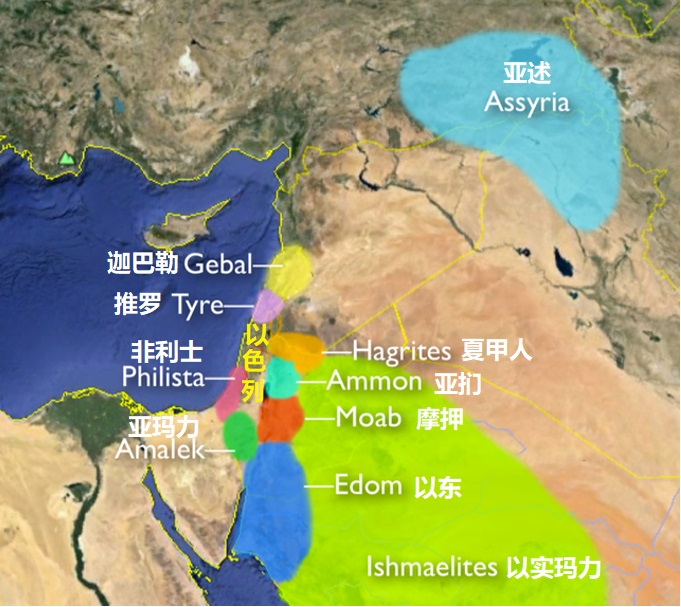 亚述
Assyria
迦巴勒 Gebal
推罗 Tyre
以色列
非利士
Philista
Hagrites 夏甲人
Ammon 亚扪
Moab 摩押
亚玛力
Amalek
Edom 以东
Ishmaelites 以实玛力